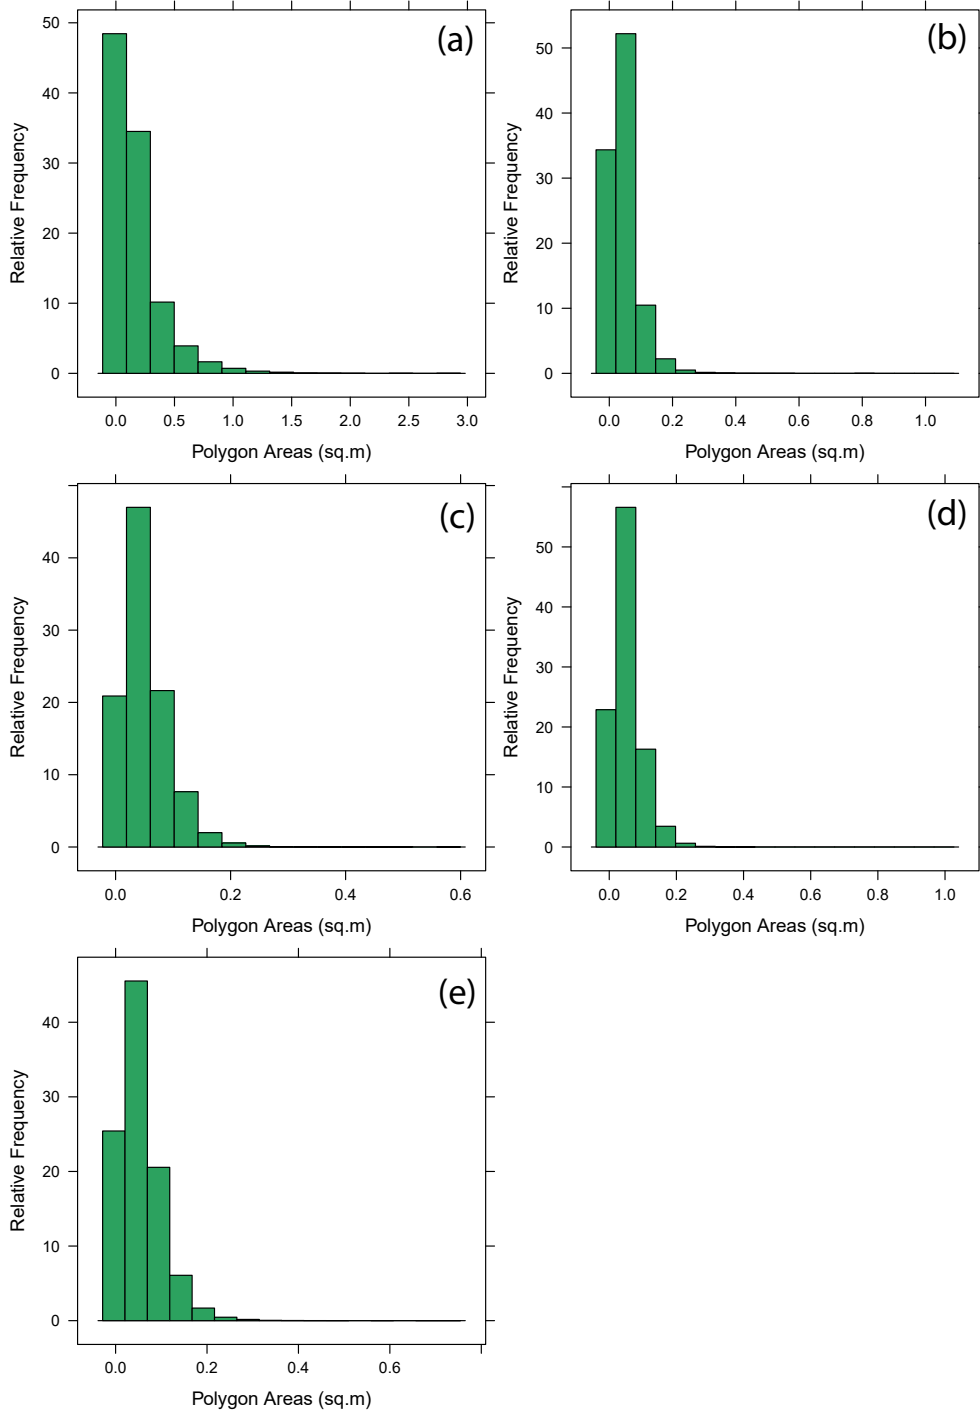 (a)
Relative Frequency
50
40
30
20
10
0
0.0 0.5 1.0 1.5 2.0 2.5 3.0
Polygon Areas (sq.m)
(b)
Relative Frequency
50
40
30
20
10
0
0.0 0.2 0.4 0.6 0.8 1.0
Polygon Areas (sq.m)
(c)
Relative Frequency
40
30
20
10
0
0.0 0.2 0.4 0.6
Polygon Areas (sq.m)
(d)
Relative Frequency
50
40
30
20
10
0
0.0 0.2 0.4 0.6 0.8 1.0
Polygon Areas (sq.m)
(e)
Relative Frequency
40
30
20
10
0
0.0 0.2 0.4 0.6
Polygon Areas (sq.m)